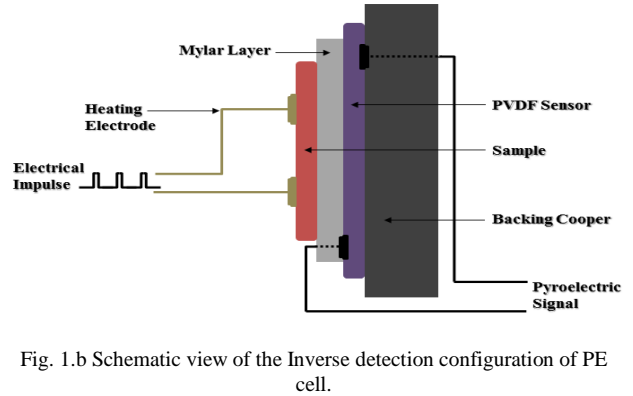 Mylar Layer
Heating
Electrode
PVDF Sensor
Sample
Electrical
Impulse
Backing Cooper
Pyroelectric
Signal
Fig. 1.b Schematic view of the Inverse detection configuration of PE
cell.